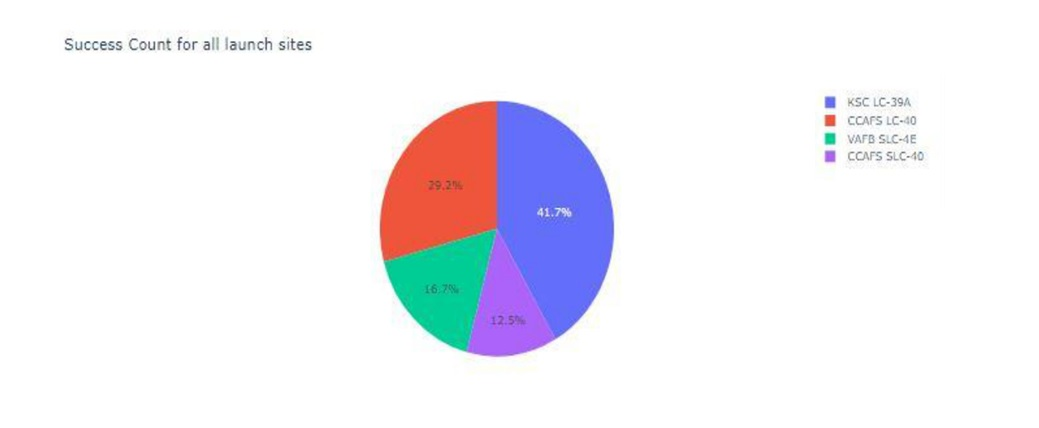 Success Count for all launch sites
KSC LC-39A
CCAFS LC-40
VAFB SLC-4E
CCAFS SLC-40
29.2%
41.7%
16.7%
12.5%